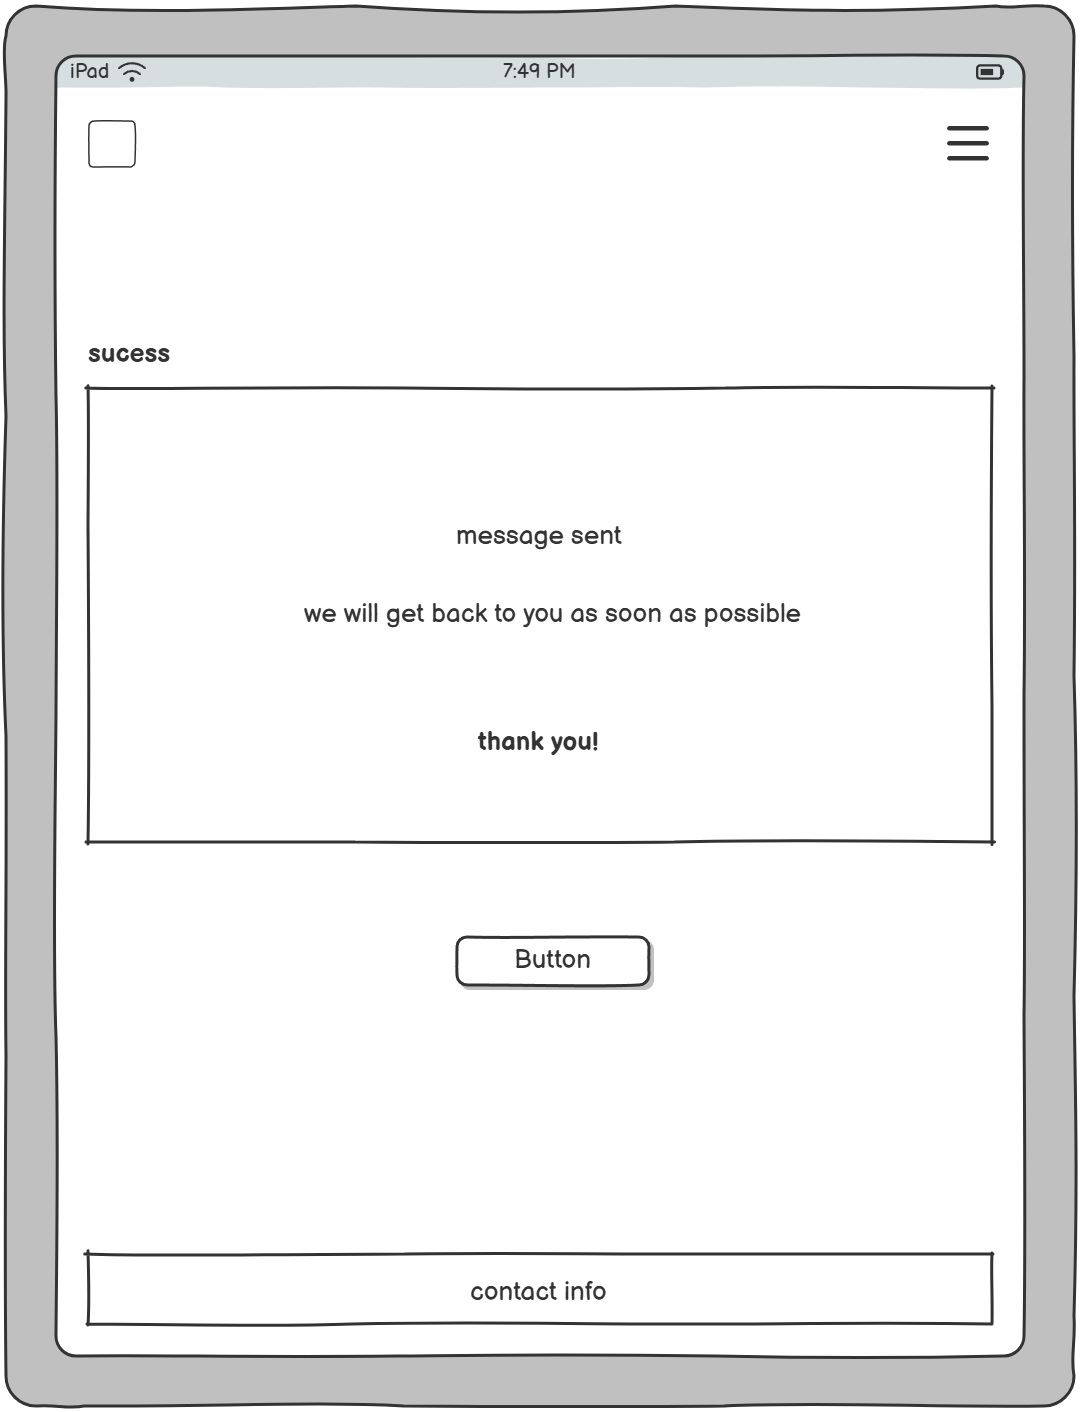 iPad 7:49 PM
sucess
message sent
we will get back to you as soon as possible
thank you!
Button
contact info